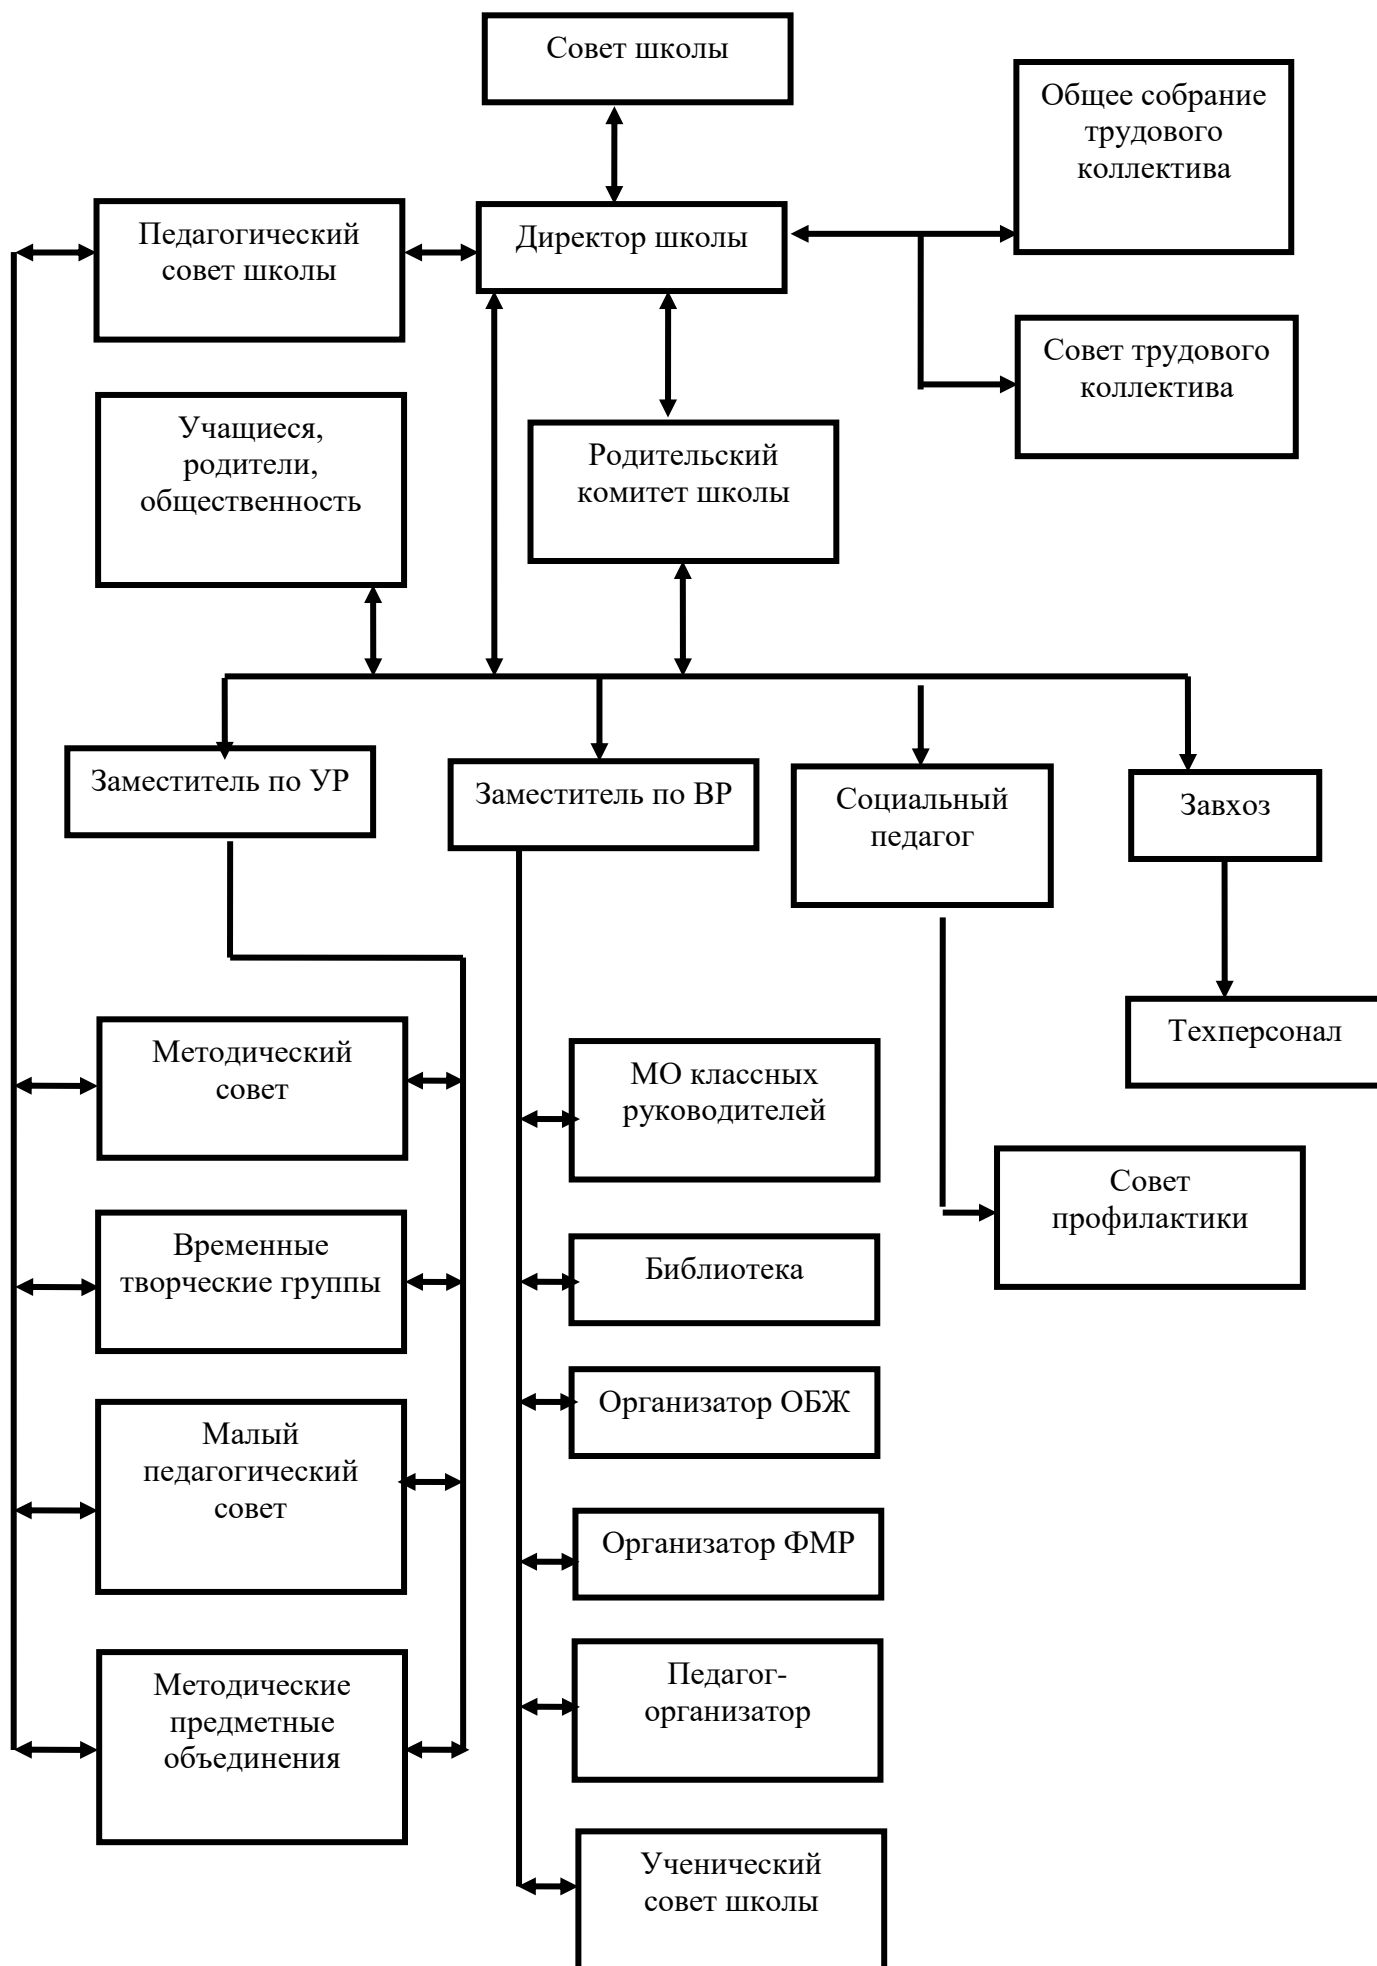 Совет школы
Общее собрание
трудового
коллектива
Педагогический
совет школы
Директор школы
Совет трудового
коллектива
Учащиеся,
родители,
общественность
Родительский
комитет школы
Заместитель по УР
Заместитель по ВР
Социальный
педагог
Завхоз
Техперсонал
Методический
совет
МО классных
руководителей
Совет
профилактики
Временные
творческие группы
Библиотека
Организатор ОБЖ
Малый
педагогический
совет
Организатор ФМР
Педагог-
организатор
Методические
предметные
объединения
Ученический
совет школы